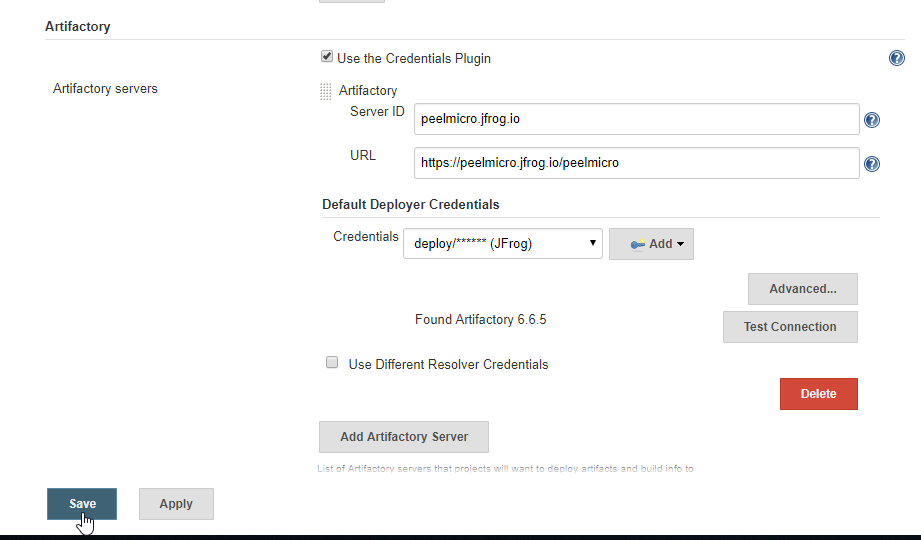 Artifactory
Use the Credentials Plugin
Artifactory servers
Artifactory
Server ID
peelmicro.jfrog.io
URL
https://peelmicro.jfrog.io/peelmicro
Default Deployer Credentials
Credentials
deploy/****** (JFrog)
Add
Advanced...
Found Artifactory 6.6.5
Test Connection
Use Different Resolver Credentials
Delete
Add Artifactory Server
List of Artifactory servers that projects will want to deploy artifacts and build info to
Save
Apply